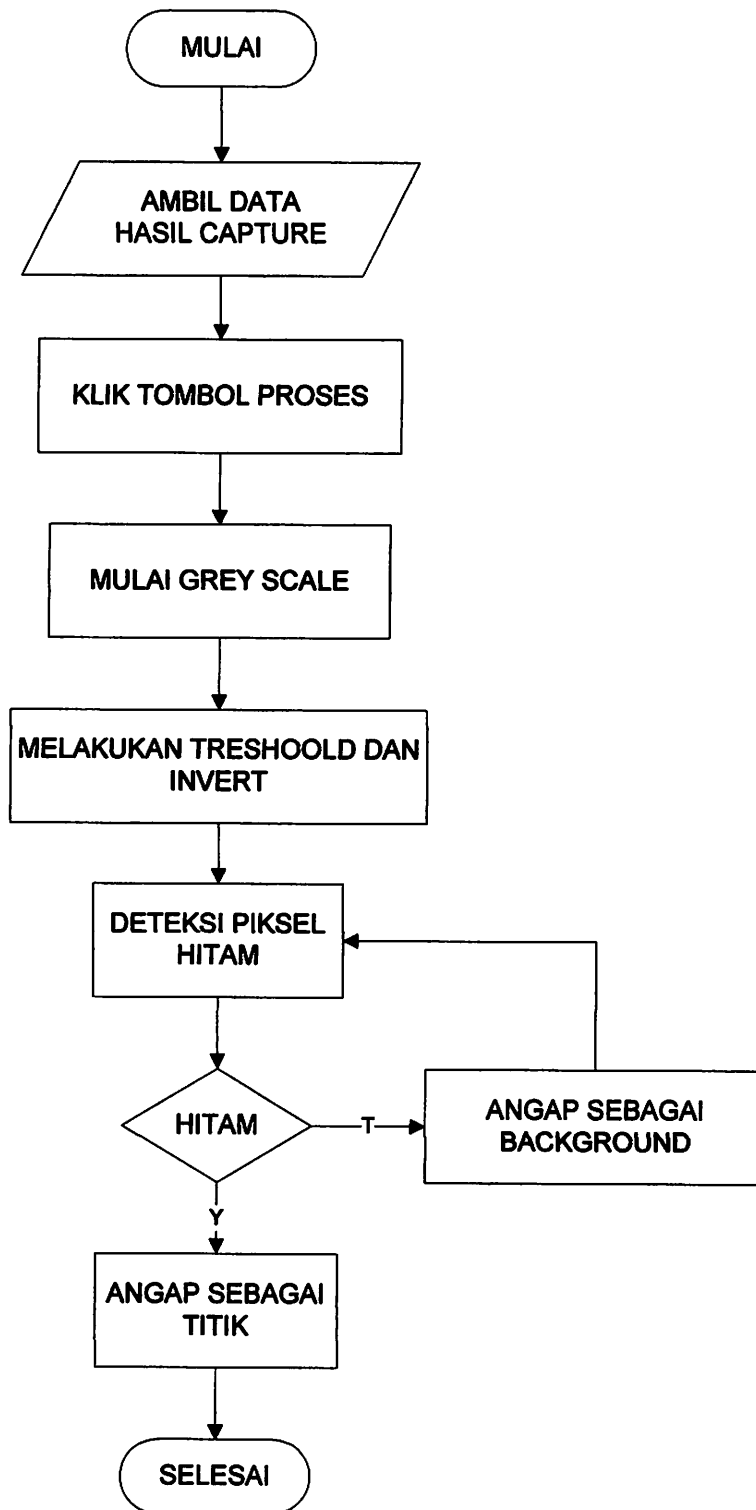 MULAI
AMBIL DATA
HASIL CAPTURE
KLIK TOMBOL PROSES
MULAI GREY SCALE
MELAKUKAN TRESHOOLD DAN
INVERT
DETEKSI PIKSEL
HITAM
HITAM
T
ANGAP SEBAGAI
BACKGROUND
Y
ANGAP SEBAGAI
TITIK
SELESAI